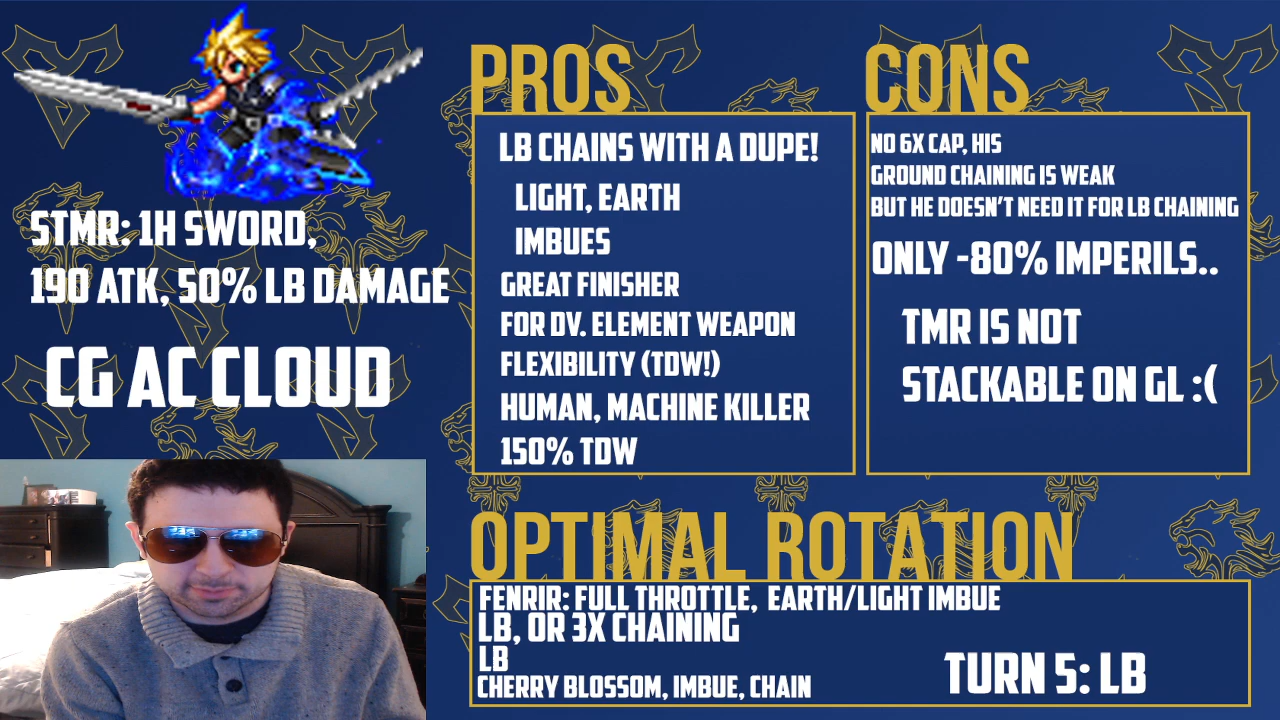 STMR: 1H SWORD,
190 ATK, 50% LB DAMAGE
CG AC CLOUD
PROS
LB CHAINS WITH A DUPE!
LIGHT, EARTH
IMBUES
GREAT FINISHER
FOR DV. ELEMENT WEAPON
FLEXIBILITY (TDW!)
HUMAN, MACHINE KILLER
150% TDW
CONS
NO 6X CAP, HIS
GROUND CHAINING IS WEAK
BUT HE DOESN'T NEED IT FOR LB CHAINING
ONLY -80% IMPERILS..
TMR IS NOT
STACKABLE ON GL :(
OPTIMAL ROTATION
FENRIR: FULL THROTTLE, EARTH/LIGHT IMBUE
LB, OR 3X CHAINING
LB
CHERRY BLOSSOM, IMBUE, CHAIN
TURN 5: LB